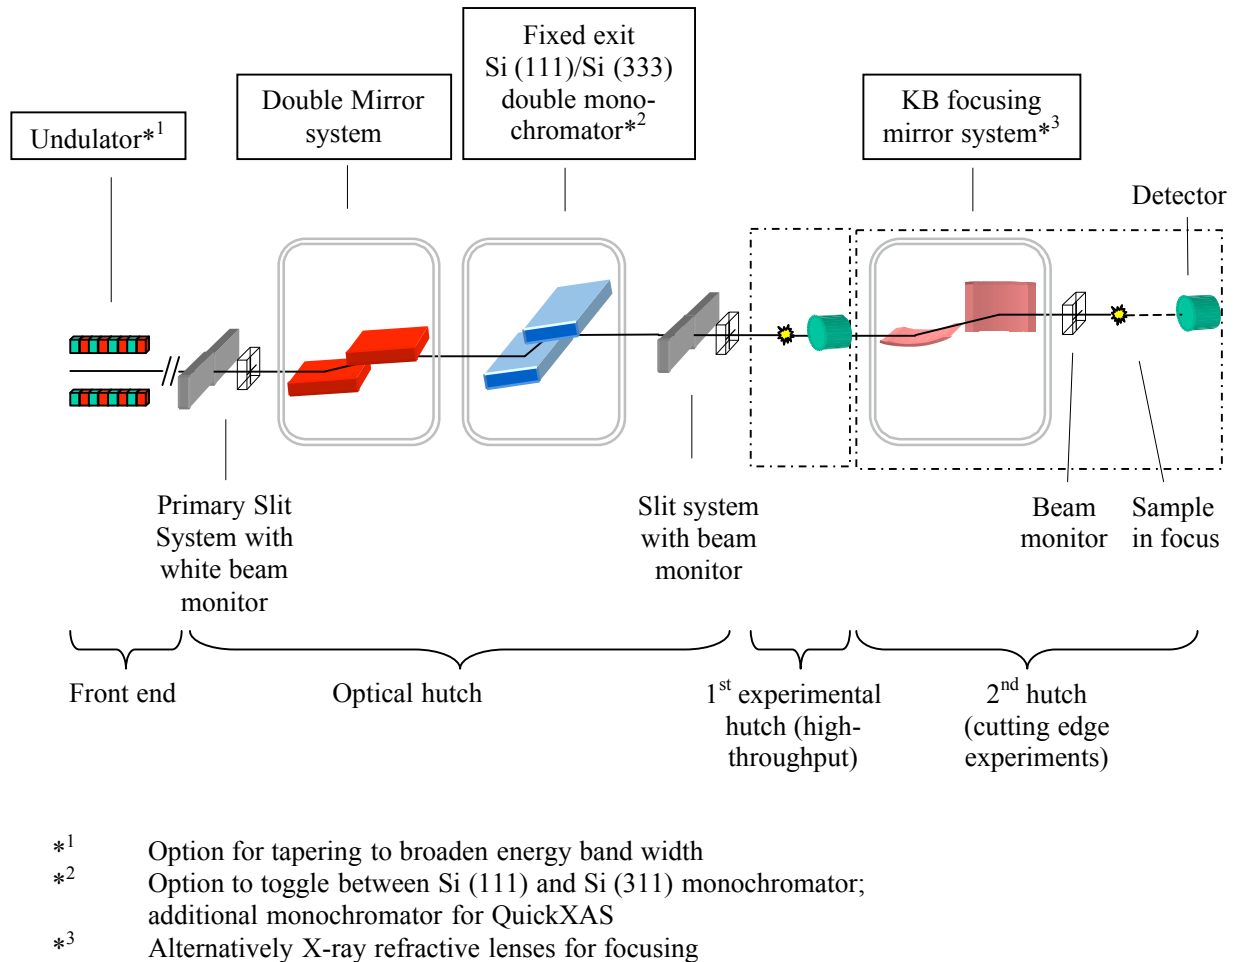 Undulator*1
Double Mirror
system
Fixed exit
Si (111)/Si (333)
double mono-
chromator*2
KB focusing
mirror system*3
Detector
Primary Slit
System with
white beam
monitor
Slit system
with beam
monitor
Beam
monitor
Sample
in focus
Front end
Optical hutch
1st experimental
hutch (high-
throughput)
2nd hutch
(cutting edge
experiments)
*1 Option for tapering to broaden energy band width
*2 Option to toggle between Si (111) and Si (311) monochromator;
additional monochromator for QuickXAS
*3 Alternatively X-ray refractive lenses for focusing